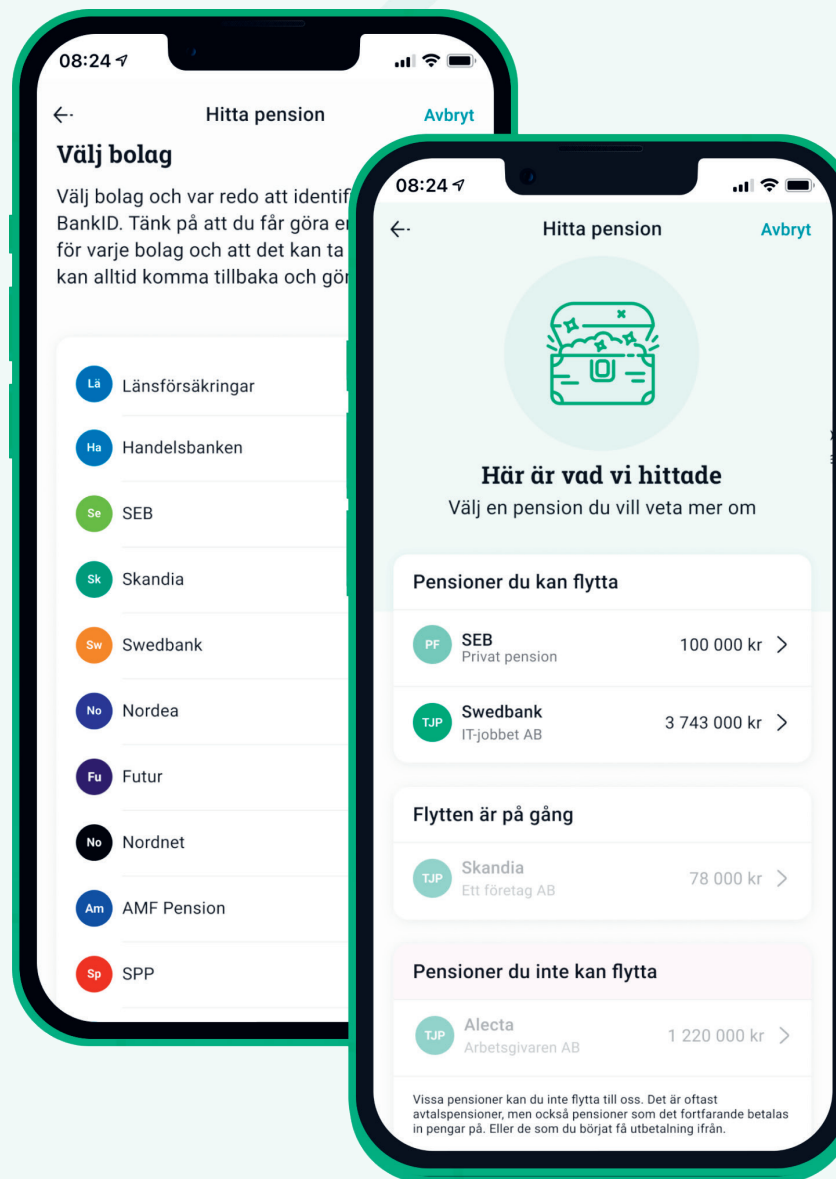 08:24
Hitta pension
Avbryt
Välj bolag
Välj bolag och var redo att
BankID. Tänk på att du får göra
för varje bolag och att det kan ta
kan alltid komma tillbaka och
Lä Länsförsäkringar
Ha Handelsbanken
Se SEB
Sk Skandia
Sw Swedbank
No Nordea
Fu Futur
No Nordnet
Am AMF Pension
Sp SPP
08:24
Hitta pension
Avbryt
Här är vad vi hittade
Välj en pension du vill veta mer om
Pensioner du kan flytta
PF SEB 100 000 kr
Privat pension
TJP Swedbank 3 743 000 kr
IT-jobbet AB
Flytten är på gång
TJP Skandia 78 000 kr
Ett företag AB
Pensioner du inte kan flytta
TJP Alecta 1 220 000 kr
Arbetsgivaren AB
Vissa pensioner kan du inte flytta till oss. Det är oftast
avtalspensioner, men också pensioner som det fortfarande betalas
in pengar på. Eller de som du börjat få utbetalning ifrån.